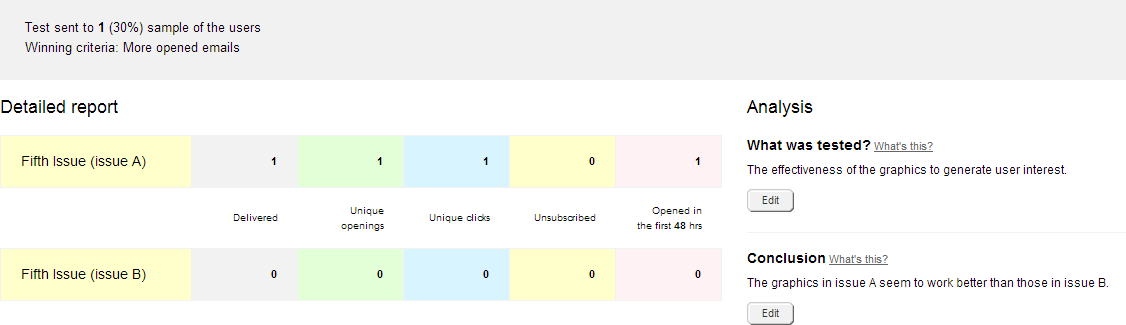 Test sent to 1 (30%) sample of the users
Winning criteria: More opened emails
Detailed report
Fifth Issue (issue A) 1 1 1 0 1
Delivered Unique openings Unique clicks Unsubscribed Opened in the first 48 hrs
Fifth Issue (issue B) 0 0 0 0 0
Analysis
What was tested? What's this?
The effectiveness of the graphics to generate user interest.
Edit
Conclusion What's this?
The graphics in issue A seem to work better than those in issue B.
Edit